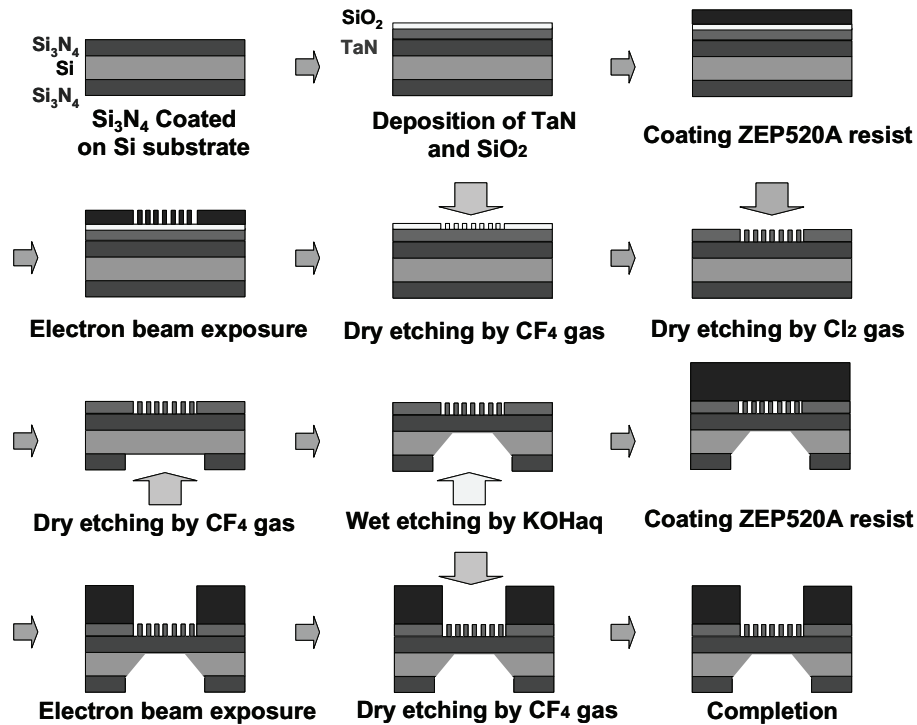 Si3N4
Si
Si3N4
Si3N4 Coated
on Si substrate
SiO2
TaN
Deposition of TaN
and SiO2
Coating ZEP520A resist
Electron beam exposure
Dry etching by CF4 gas
Dry etching by Cl2 gas
Dry etching by CF4 gas
Wet etching by KOHaq
Coating ZEP520A resist
Electron beam exposure
Dry etching by CF4 gas
Completion